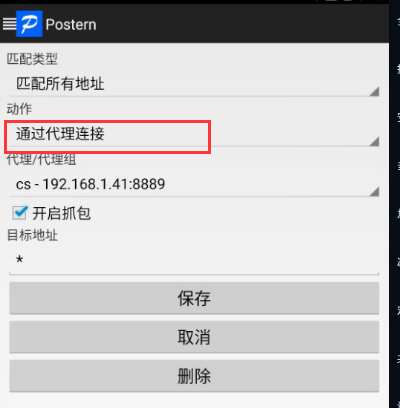 Postern
匹配类型
匹配所有地址
动作
通过代理连接
代理/代理组
cs - 192.168.1.41:8889
开启抓包
目标地址
*
保存
取消
删除